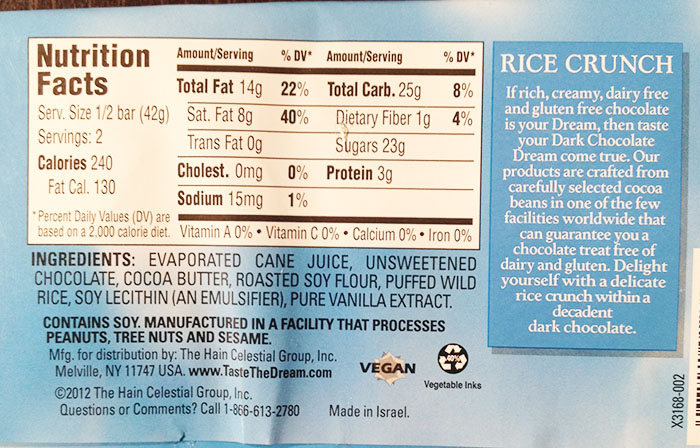 Nutrition
Facts
Serv. Size 1/2 bar (42g)
Servings: 2
Calories 240
Fat Cal. 130
*Percent Daily Values (DV) are
based on a 2,000 calorie diet.
Amount/Serving % DV* Amount/Serving % DV*
Total Fat 14g 22% Total Carb. 25g 8%
Sat. Fat 8g 40% Dietary Fiber 1g 4%
Trans Fat 0g Sugars 23g
Cholest. 0mg 0% Protein 3g
Sodium 15mg 1%
Vitamin A 0% • Vitamin C 0% • Calcium 0% • Iron 0%
INGREDIENTS: EVAPORATED CANE JUICE, UNSWEETENED
CHOCOLATE, COCOA BUTTER, ROASTED SOY FLOUR, PUFFED WILD
RICE, SOY LECITHIN (AN EMULSIFIER), PURE VANILLA EXTRACT.
CONTAINS SOY. MANUFACTURED IN A FACILITY THAT PROCESSES
PEANUTS, TREE NUTS AND SESAME.
Mfg. for distribution by: The Hain Celestial Group, Inc.
Melville, NY 11747 USA. www.TasteTheDream.com
©2012 The Hain Celestial Group, Inc.
Questions or Comments? Call 1-866-613-2780 Made in Israel.
VEGAN
Vegetable Inks
RICE CRUNCH
If rich, creamy, dairy free
and gluten free chocolate
is your Dream, then taste
your Dark Chocolate
Dream come true. Our
products are crafted from
carefully selected cocoa
beans in one of the few
facilities worldwide that
can guarantee you a
chocolate treat free of
dairy and gluten. Delight
yourself with a delicate
rice crunch within a
decadent
dark chocolate.
X3168-002